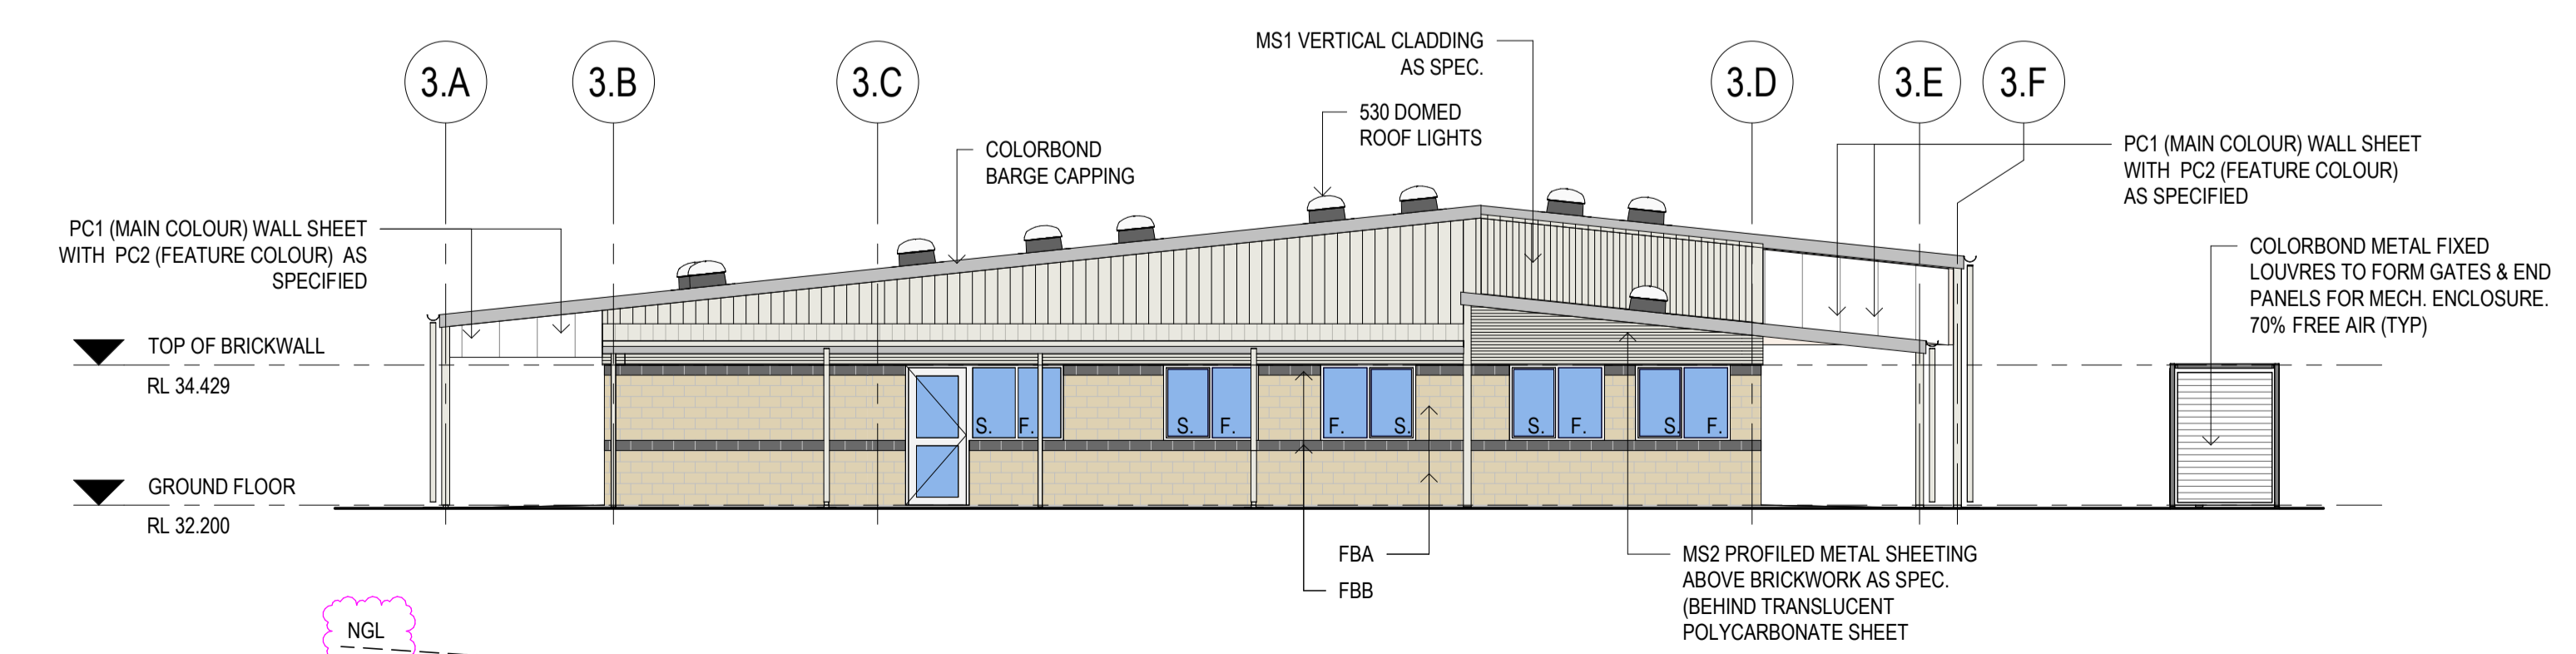 3.A
3.B
3.C
3.D
3.E
3.F
MS1 VERTICAL CLADDING
AS SPEC.
530 DOMED
ROOF LIGHTS
COLORBOND
BARGE CAPPING
PC1 (MAIN COLOUR) WALL SHEET
WITH PC2 (FEATURE COLOUR)
AS SPECIFIED
PC1 (MAIN COLOUR) WALL SHEET
WITH PC2 (FEATURE COLOUR) AS
SPECIFIED
COLORBOND METAL FIXED
LOUVRES TO FORM GATES & END
PANELS FOR MECH. ENCLOSURE.
70% FREE AIR (TYP)
TOP OF BRICKWALL
RL 34.429
S. F. S. F. F. S. S. F. S. F.
GROUND FLOOR
RL 32.200
FBA
FBB
MS2 PROFILED METAL SHEETING
ABOVE BRICKWORK AS SPEC.
(BEHIND TRANSLUCENT
POLYCARBONATE SHEET
NGL